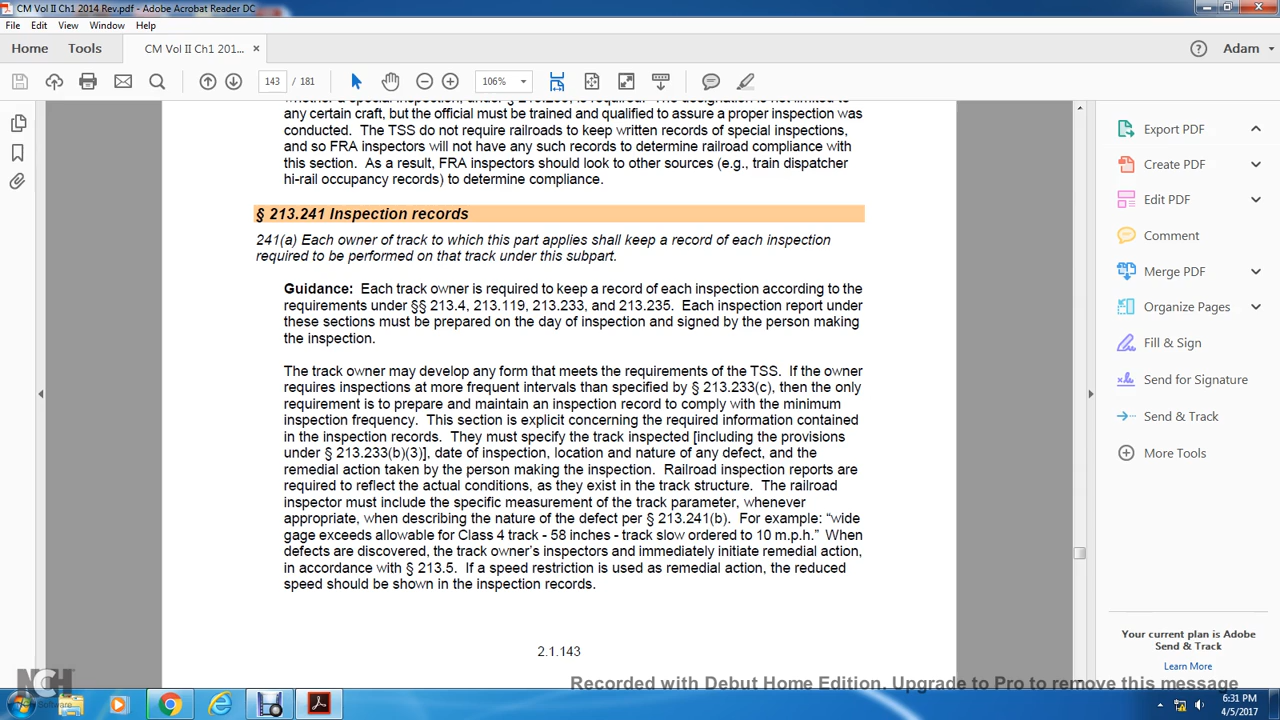 CM Vol II Ch1 2014 Rev.pdf - Adobe Acrobat Reader DC
File Edit View Window Help
Home Tools CM Vol II Ch1 201... × ? Adam
143 / 181 106%
whether a special inspection, under § 213.239, is required. The designation is not limited to
any certain craft, but the official must be trained and qualified to assure a proper inspection was
conducted. The TSS do not require railroads to keep written records of special inspections,
and so FRA inspectors will not have any such records to determine railroad compliance with
this section. As a result, FRA inspectors should look to other sources (e.g., train dispatcher
hi-rail occupancy records) to determine compliance.
§ 213.241 Inspection records
241(a) Each owner of track to which this part applies shall keep a record of each inspection
required to be performed on that track under this subpart.
Guidance: Each track owner is required to keep a record of each inspection according to the
requirements under §§ 213.4, 213.119, 213.233, and 213.235. Each inspection report under
these sections must be prepared on the day of inspection and signed by the person making
the inspection.
The track owner may develop any form that meets the requirements of the TSS. If the owner
requires inspections at more frequent intervals than specified by § 213.233(c), then the only
requirement is to prepare and maintain an inspection record to comply with the minimum
inspection frequency. This section is explicit concerning the required information contained
in the inspection records. They must specify the track inspected [including the provisions
under § 213.233(b)(3)], date of inspection, location and nature of any defect, and the
remedial action taken by the person making the inspection. Railroad inspection reports are
required to reflect the actual conditions, as they exist in the track structure. The railroad
inspector must include the specific measurement of the track parameter, whenever
appropriate, when describing the nature of the defect per § 213.241(b). For example: “wide
gage exceeds allowable for Class 4 track - 58 inches - track slow ordered to 10 m.p.h.” When
defects are discovered, the track owner’s inspectors and immediately initiate remedial action,
in accordance with § 213.5. If a speed restriction is used as remedial action, the reduced
speed should be shown in the inspection records.
2.1.143
Export PDF
Create PDF
Edit PDF
Comment
Merge PDF
Organize Pages
Fill & Sign
Send for Signature
Send & Track
More Tools
Your current plan is Adobe
Send & Track
Learn More
NCH
Software
Recorded with Debut Home Edition. Upgrade to Pro to remove this message
6:31 PM
4/5/2017